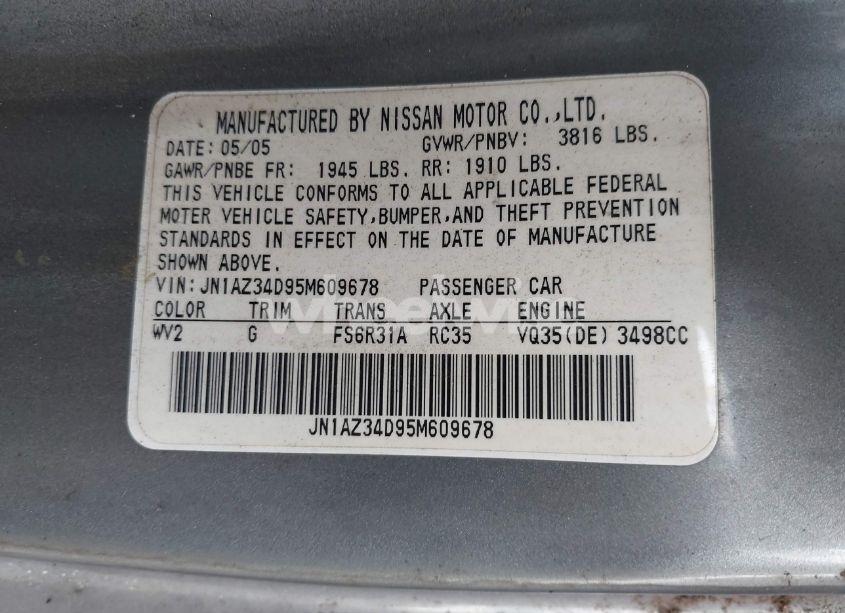 MANUFACTURED BY NISSAN MOTOR CO.,LTD.
DATE: 05/05 GVWR/PNBV: 3816 LBS.
GAWR/PNBE FR: 1945 LBS. RR: 1910 LBS.
THIS VEHICLE CONFORMS TO ALL APPLICABLE FEDERAL
MOTER VEHICLE SAFETY,BUMPER,AND THEFT PREVENTION
STANDARDS IN EFFECT ON THE DATE OF MANUFACTURE
SHOWN ABOVE.
VIN:JN1AZ34D95M609678 PASSENGER CAR
COLOR TRIM TRANS AXLE ENGINE
WV2 G FS6R31A RC35 VQ35(DE) 3498CC
JN1AZ34D95M609678